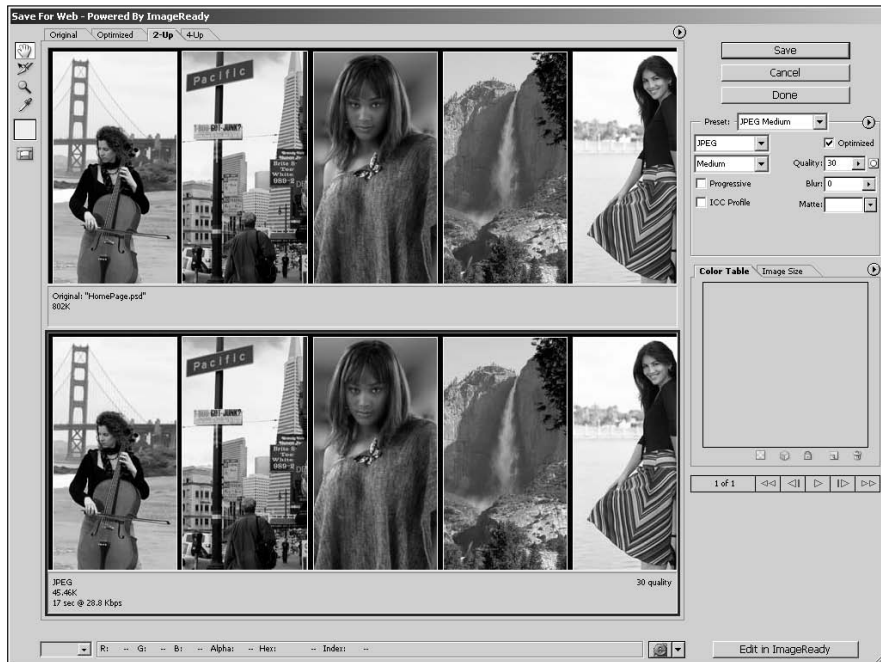 Save For Web - Powered By ImageReady
Original Optimized 2-Up 4-Up
Save
Cancel
Done
Preset: JPEG Medium
JPEG
Optimized
Medium
Quality: 30
Progressive
Blur: 0
ICC Profile
Matte:
Pacific
Original: "HomePage.psd"
802K
Color Table Image Size
1 of 1
Pacific
JPEG
45.46K
17 sec @ 28.8 Kbps
30 quality
R: -- G: -- B: -- Alpha: -- Hex: -- Index: --
Edit in ImageReady